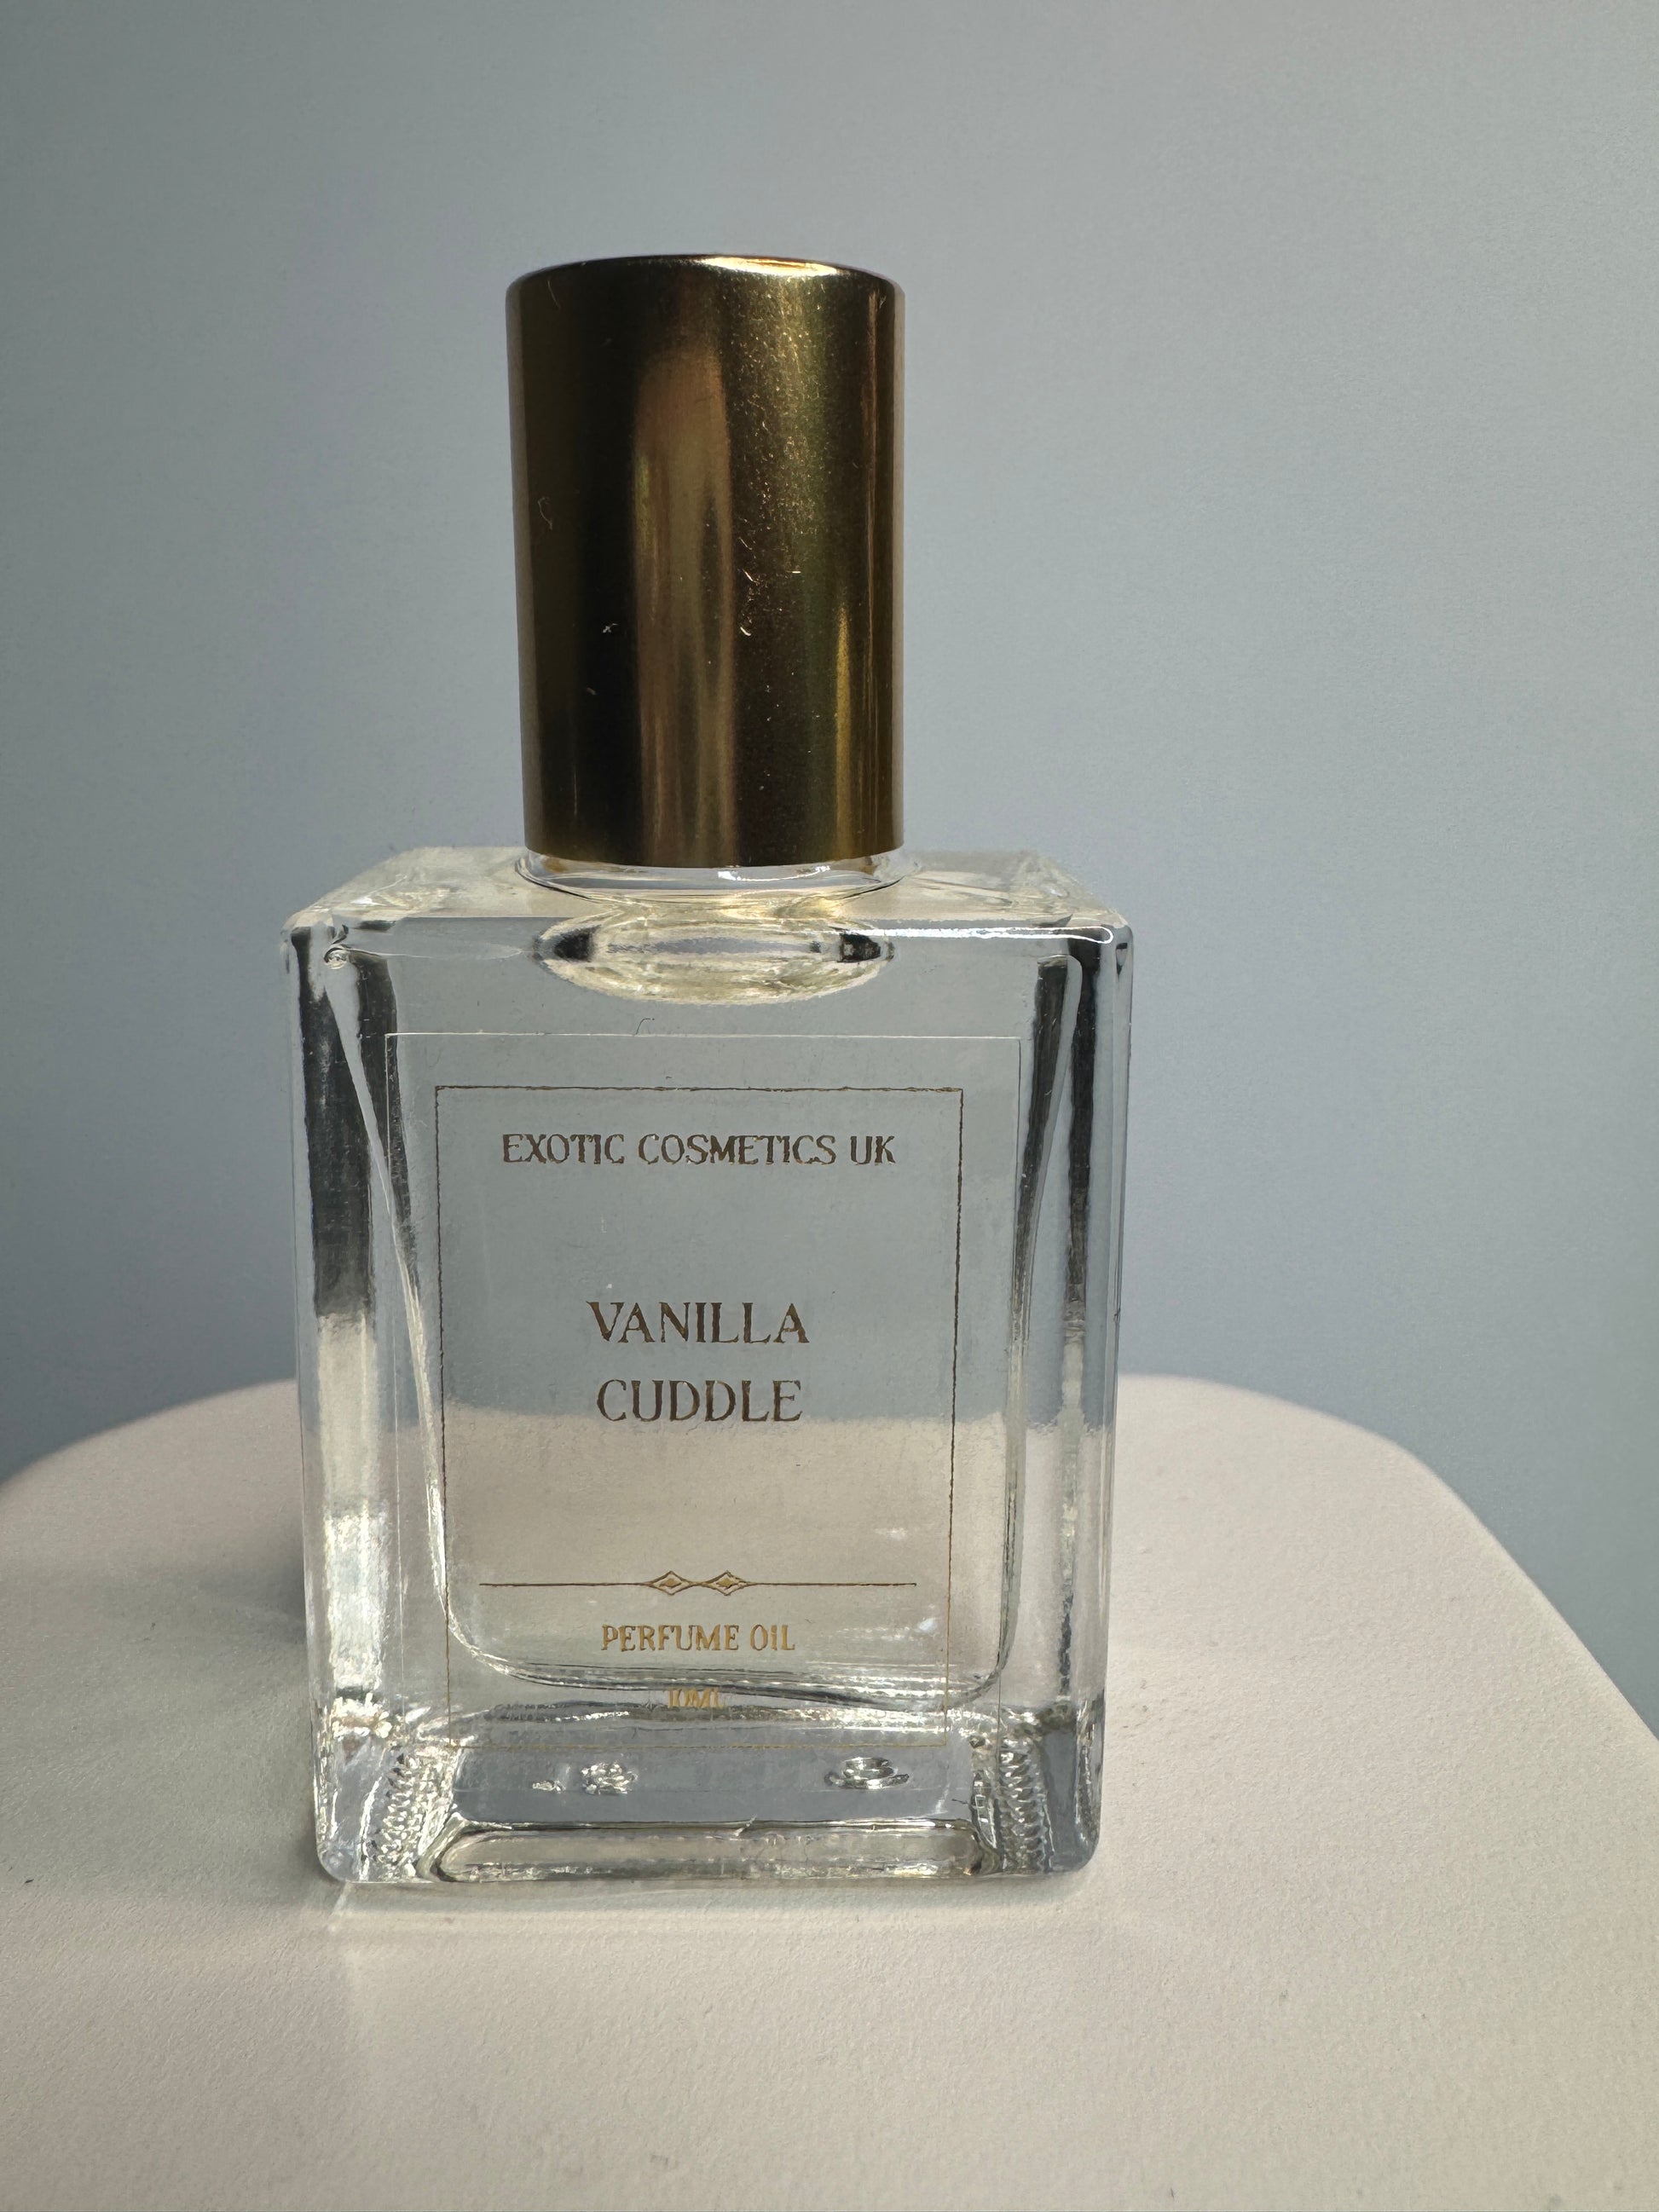 EXOTIC COSMETICS UK
VANILLA
CUDDLE
PERFUME OIL
10ML